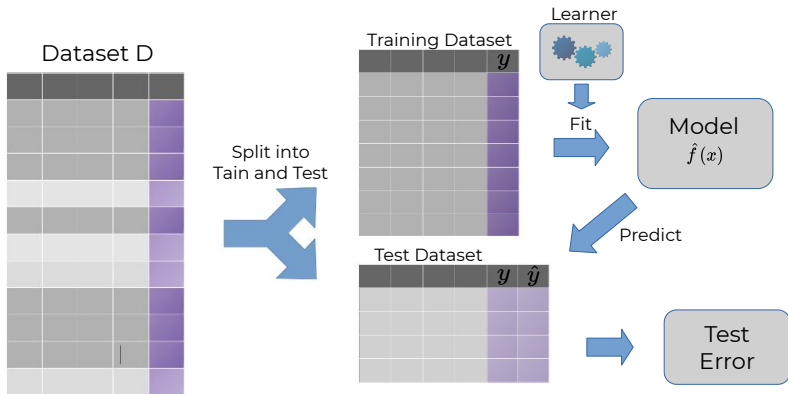 Dataset D
Split into
Tain and Test
Training Dataset
y
Learner
Fit
Model
f̂(x)
Predict
Test Dataset
y ŷ
Test
Error